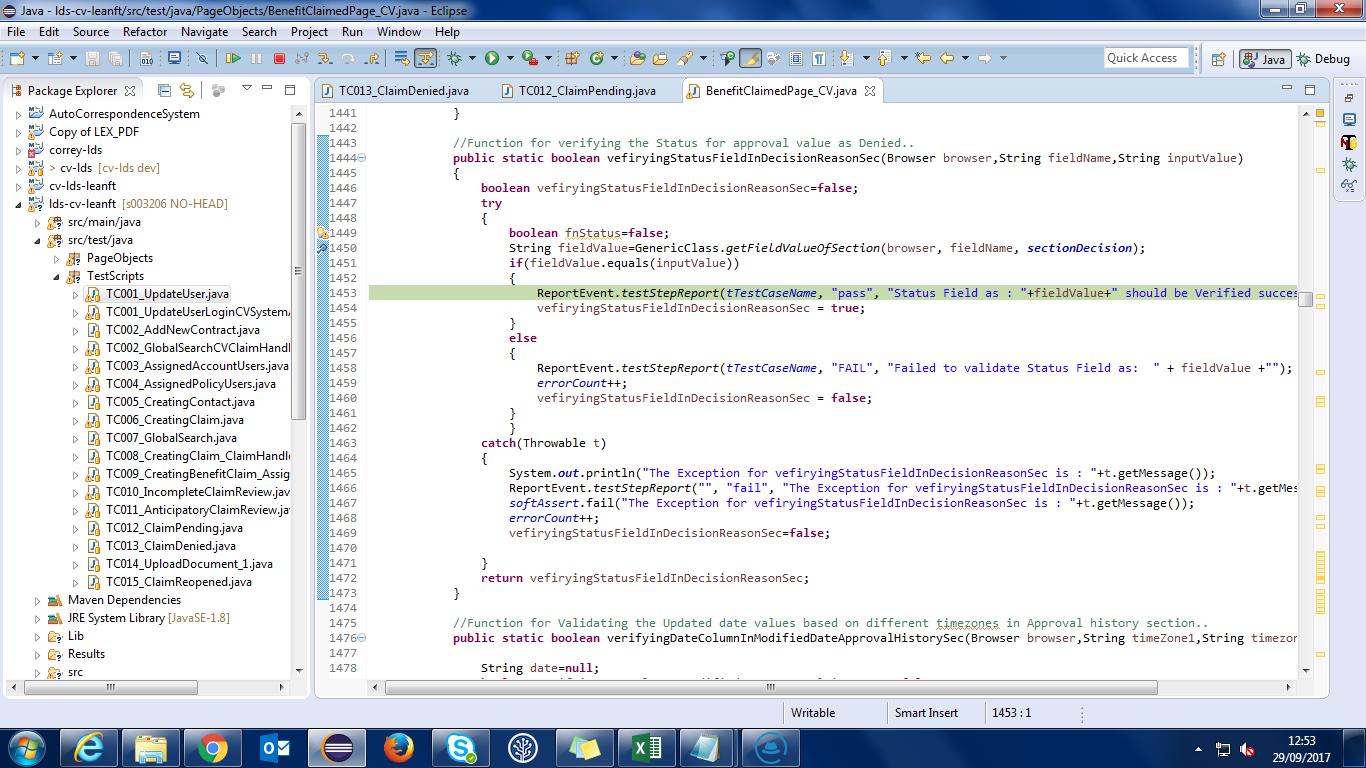 Java - lds-cv-leanft/src/test/java/PageObjects/BenefitClaimedPage_CV.java - Eclipse
File Edit Source Refactor Navigate Search Project Run Window Help
Quick Access Java Debug
Package Explorer
AutoCorrespondenceSystem
Copy of LEX_PDF
correy-lds
> cv-lds [cv-lds dev]
cv-lds-leanft
lds-cv-leanft [s003206 NO-HEAD]
src/main/java
src/test/java
PageObjects
TestScripts
TC001_UpdateUser.java
TC001_UpdateUserLoginCVSystem
TC002_AddNewContract.java
TC002_GlobalSearchCVClaimHandl
TC003_AssignedAccountUsers.java
TC004_AssignedPolicyUsers.java
TC005_CreatingContact.java
TC006_CreatingClaim.java
TC007_GlobalSearch.java
TC008_CreatingClaim_ClaimHandle
TC009_CreatingBenefitClaim_Assig
TC010_IncompleteClaimReview.jav
TC011_AnticipatoryClaimReview.ja
TC012_ClaimPending.java
TC013_ClaimDenied.java
TC014_UploadDocument_1.java
TC015_ClaimReopened.java
Maven Dependencies
JRE System Library [JavaSE-1.8]
Lib
Results
src
TC013_ClaimDenied.java TC012_ClaimPending.java BenefitClaimedPage_CV.java
1441 }
1442
1443 //Function for verifying the Status for approval value as Denied..
1444 public static boolean vefiryingStatusFieldInDecisionReasonSec(Browser browser,String fieldName,String inputValue)
1445 {
1446 boolean vefiryingStatusFieldInDecisionReasonSec=false;
1447 try
1448 {
1449 boolean fnStatus=false;
1450 String fieldValue=GenericClass.getFieldValueOfSection(browser, fieldName, sectionDecision);
1451 if(fieldValue.equals(inputValue))
1452 {
1453 ReportEvent.testStepReport(tTestCaseName, "pass", "Status Field as : "+fieldValue+" should be Verified succes
1454 vefiryingStatusFieldInDecisionReasonSec = true;
1455 }
1456 else
1457 {
1458 ReportEvent.testStepReport(tTestCaseName, "FAIL", "Failed to validate Status Field as:  " + fieldValue +"");
1459 errorCount++;
1460 vefiryingStatusFieldInDecisionReasonSec = false;
1461 }
1462 }
1463 catch(Throwable t)
1464 {
1465 System.out.println("The Exception for vefiryingStatusFieldInDecisionReasonSec is : "+t.getMessage());
1466 ReportEvent.testStepReport("", "fail", "The Exception for vefiryingStatusFieldInDecisionReasonSec is : "+t.getMes
1467 softAssert.fail("The Exception for vefiryingStatusFieldInDecisionReasonSec is : "+t.getMessage());
1468 errorCount++;
1469 vefiryingStatusFieldInDecisionReasonSec=false;
1470
1471 }
1472 return vefiryingStatusFieldInDecisionReasonSec;
1473 }
1474
1475 //Function for Validating the Updated date values based on different timezones in Approval history section..
1476 public static boolean verifyingDateColumnInModifiedDateApprovalHistorySec(Browser browser,String timeZone1,String timezon
1477
1478 String date=null;
Writable Smart Insert 1453 : 1
12:53
29/09/2017